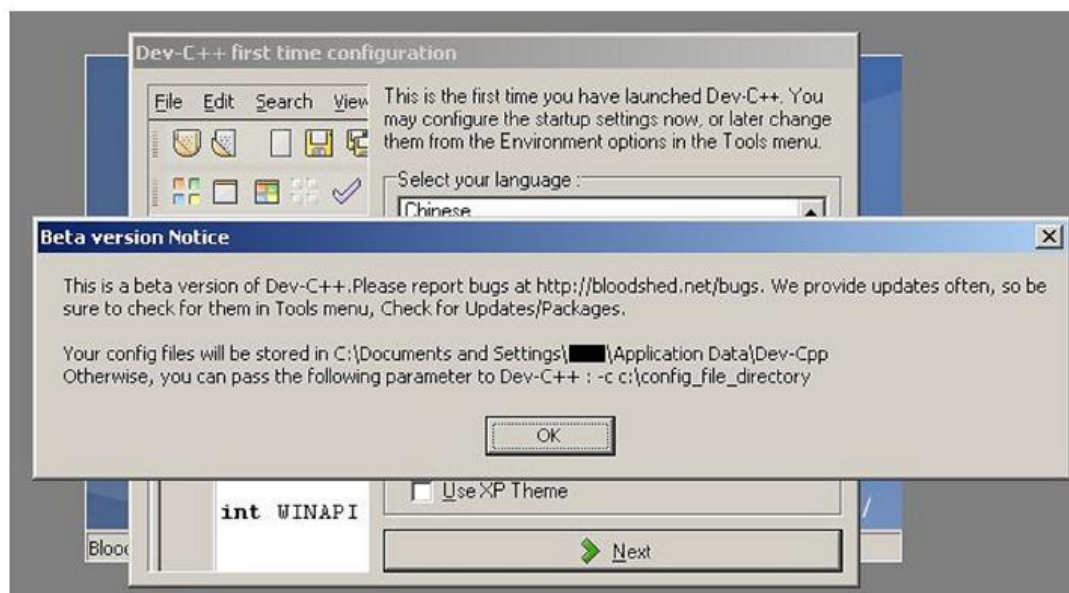 Dev-C++ first time configuration
File Edit Search View
This is the first time you have launched Dev-C++. You
may configure the startup settings now, or later change
them from the Environment options in the Tools menu.
Select your language :
Chinese
Beta version Notice
This is a beta version of Dev-C++.Please report bugs at http://bloodshed.net/bugs. We provide updates often, so be
sure to check for them in Tools menu, Check for Updates/Packages.
Your config files will be stored in C:\Documents and Settings\ \Application Data\Dev-Cpp
Otherwise, you can pass the following parameter to Dev-C++ : -c c:\config_file_directory
OK
Use XP Theme
int WINAPI
Next